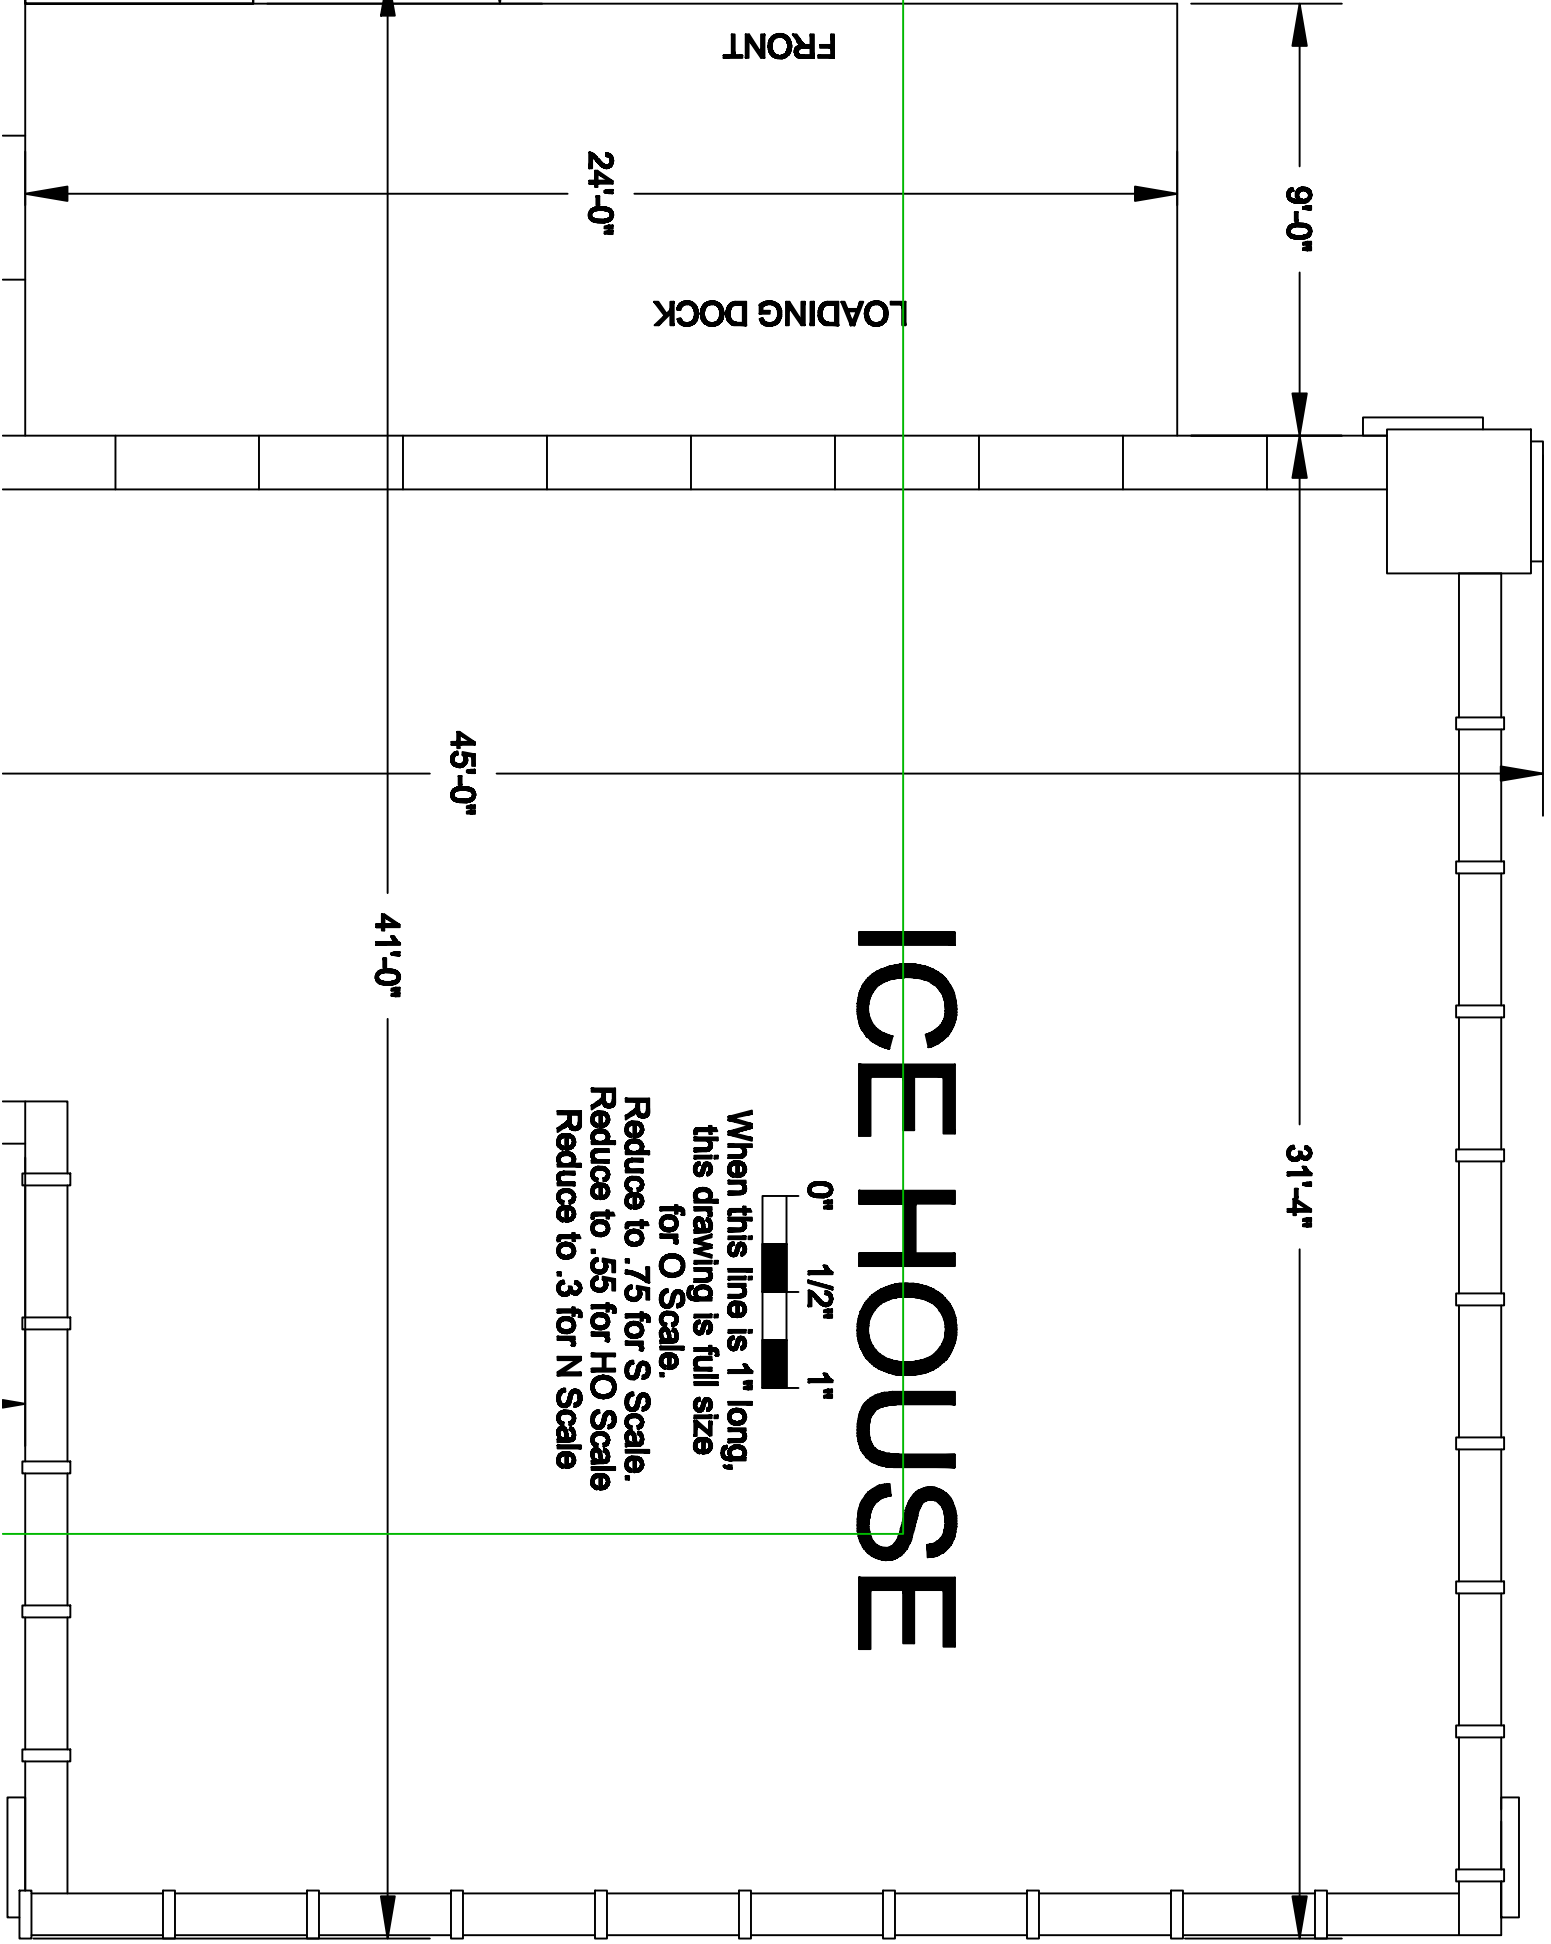 FRONT
24'-0"
9'-0"
LOADING DOCK
45'-0"
41'-0"
31'-4"
ICE HOUSE
0" 1/2" 1"
When this line is 1" long,
this drawing is full size
for O Scale.
Reduce to .75 for S Scale.
Reduce to .55 for HO Scale
Reduce to .3 for N Scale